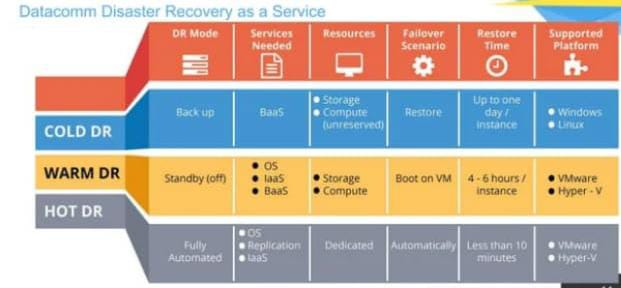 Datacomm Disaster Recovery as a Service
DR Mode
Services
Needed
Resources
Failover
Scenario
Restore
Time
Supported
Platform
COLD DR
Back up
BaaS
● Storage
● Compute
(unreserved)
Restore
Up to one
day /
instance
● Windows
● Linux
WARM DR
Standby (off)
● OS
● IaaS
● BaaS
● Storage
● Compute
Boot on VM
4 - 6 hours /
instance
● VMware
● Hyper - V
HOT DR
Fully
Automated
● OS
● Replication
● IaaS
Dedicated
Automatically
Less than 10
minutes
● VMware
● Hyper-V